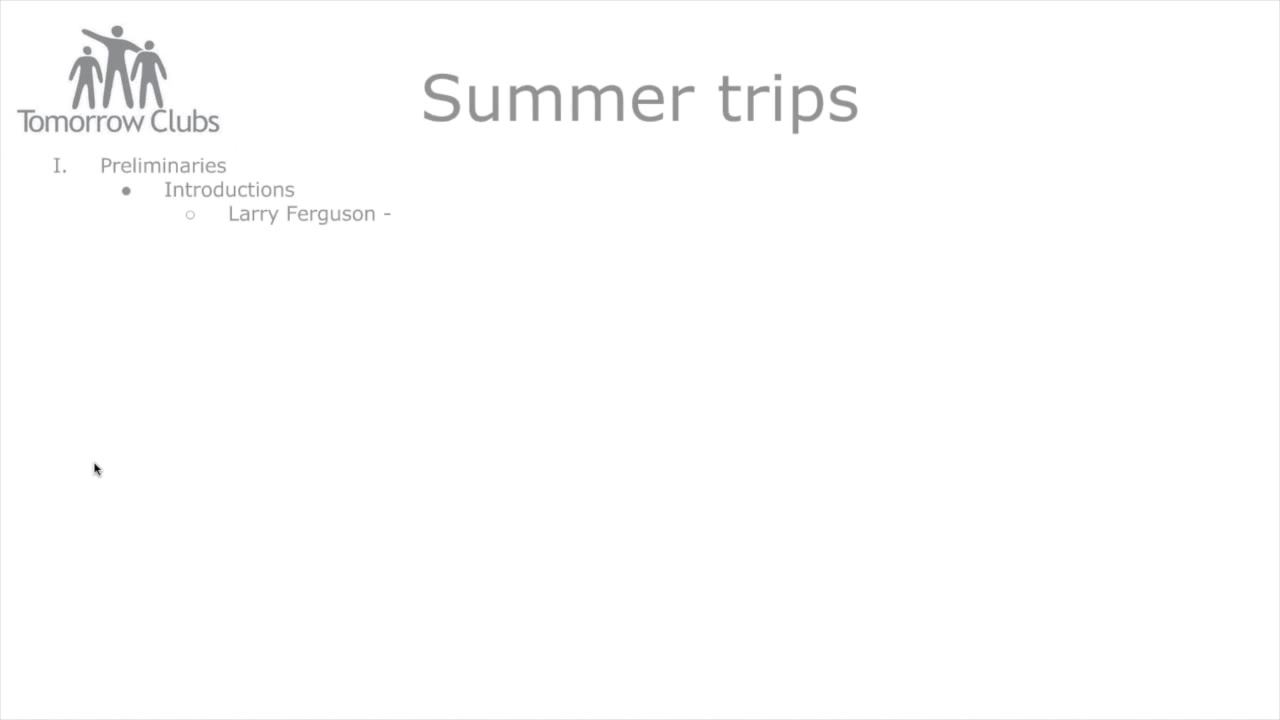 Tomorrow Clubs
Summer trips
I. Preliminaries
● Introductions
○ Larry Ferguson -